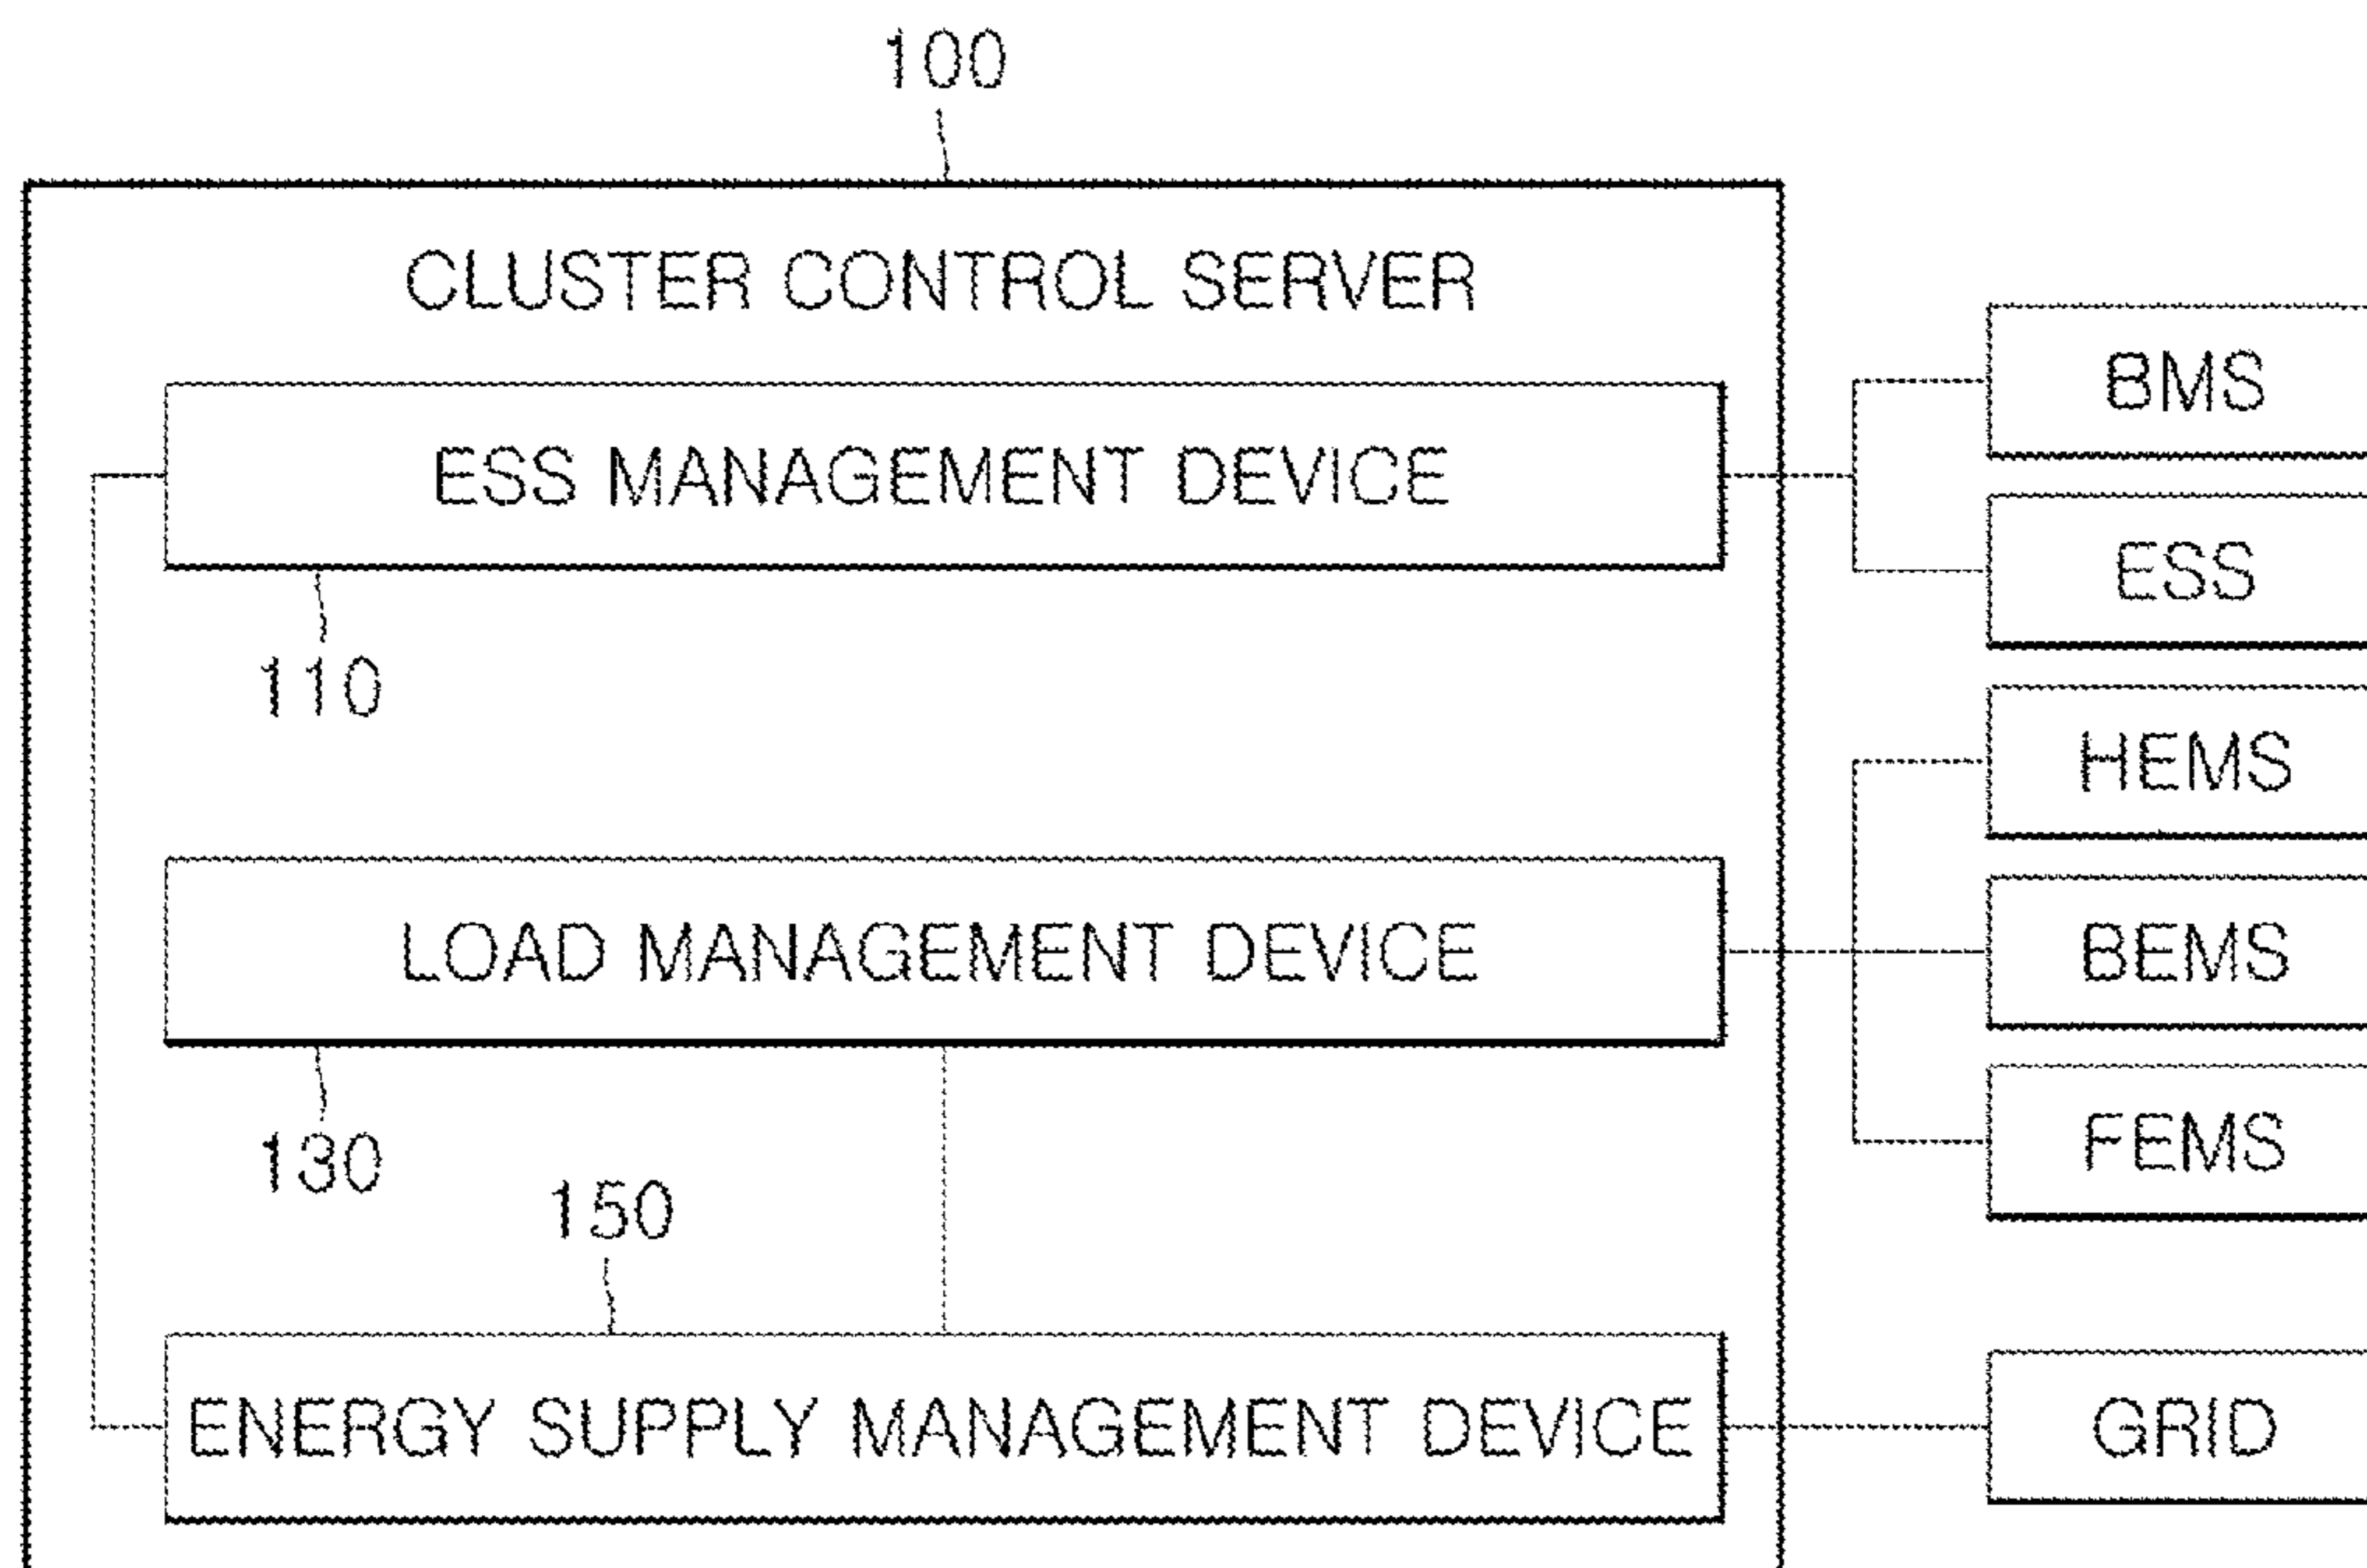 100
CLUSTER CONTROL SERVER
BMS
ESS MANAGEMENT DEVICE
ESS
110
HEMS
LOAD MANAGEMENT DEVICE
BEMS
130
FEMS
150
ENERGY SUPPLY MANAGEMENT DEVICE
GRID